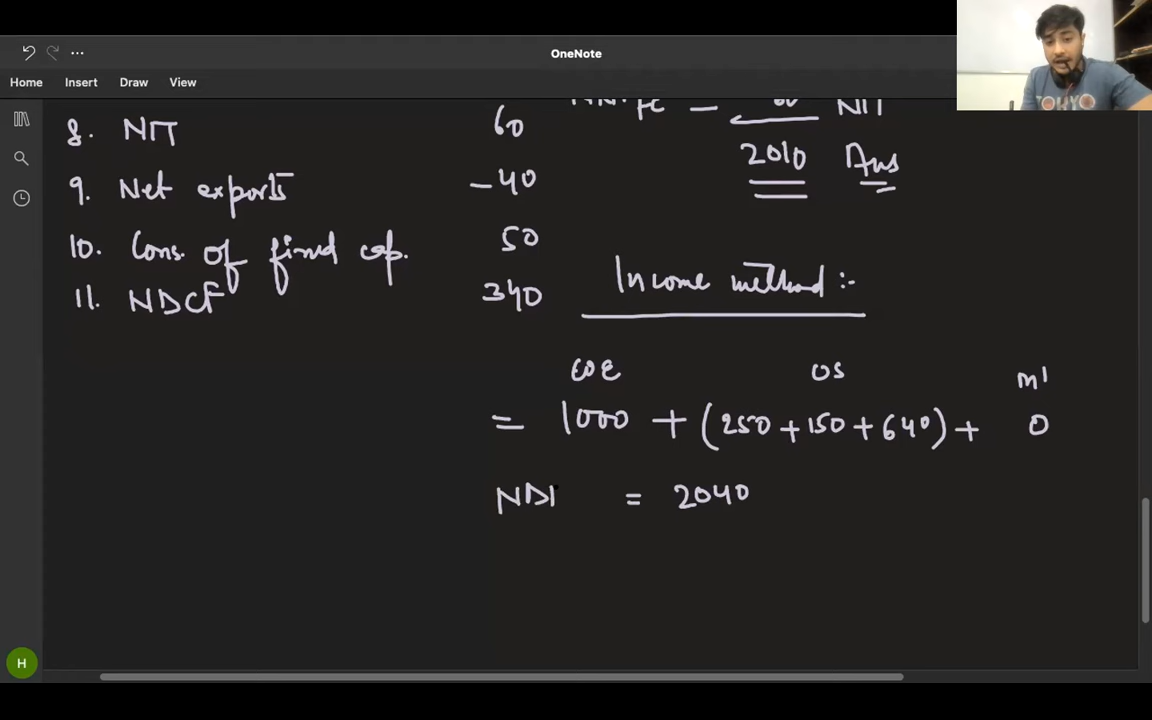 OneNote
Home Insert Draw View
8. NIT 60
NIT
2010 Ans
9. Net exports -40
10. Cons. of fixed cap. 50
11. NDCF 340
Income method :-
COE OS MI
= 1000 + (250 + 150 + 640) + 0
NDI = 2040
H
TOKYO